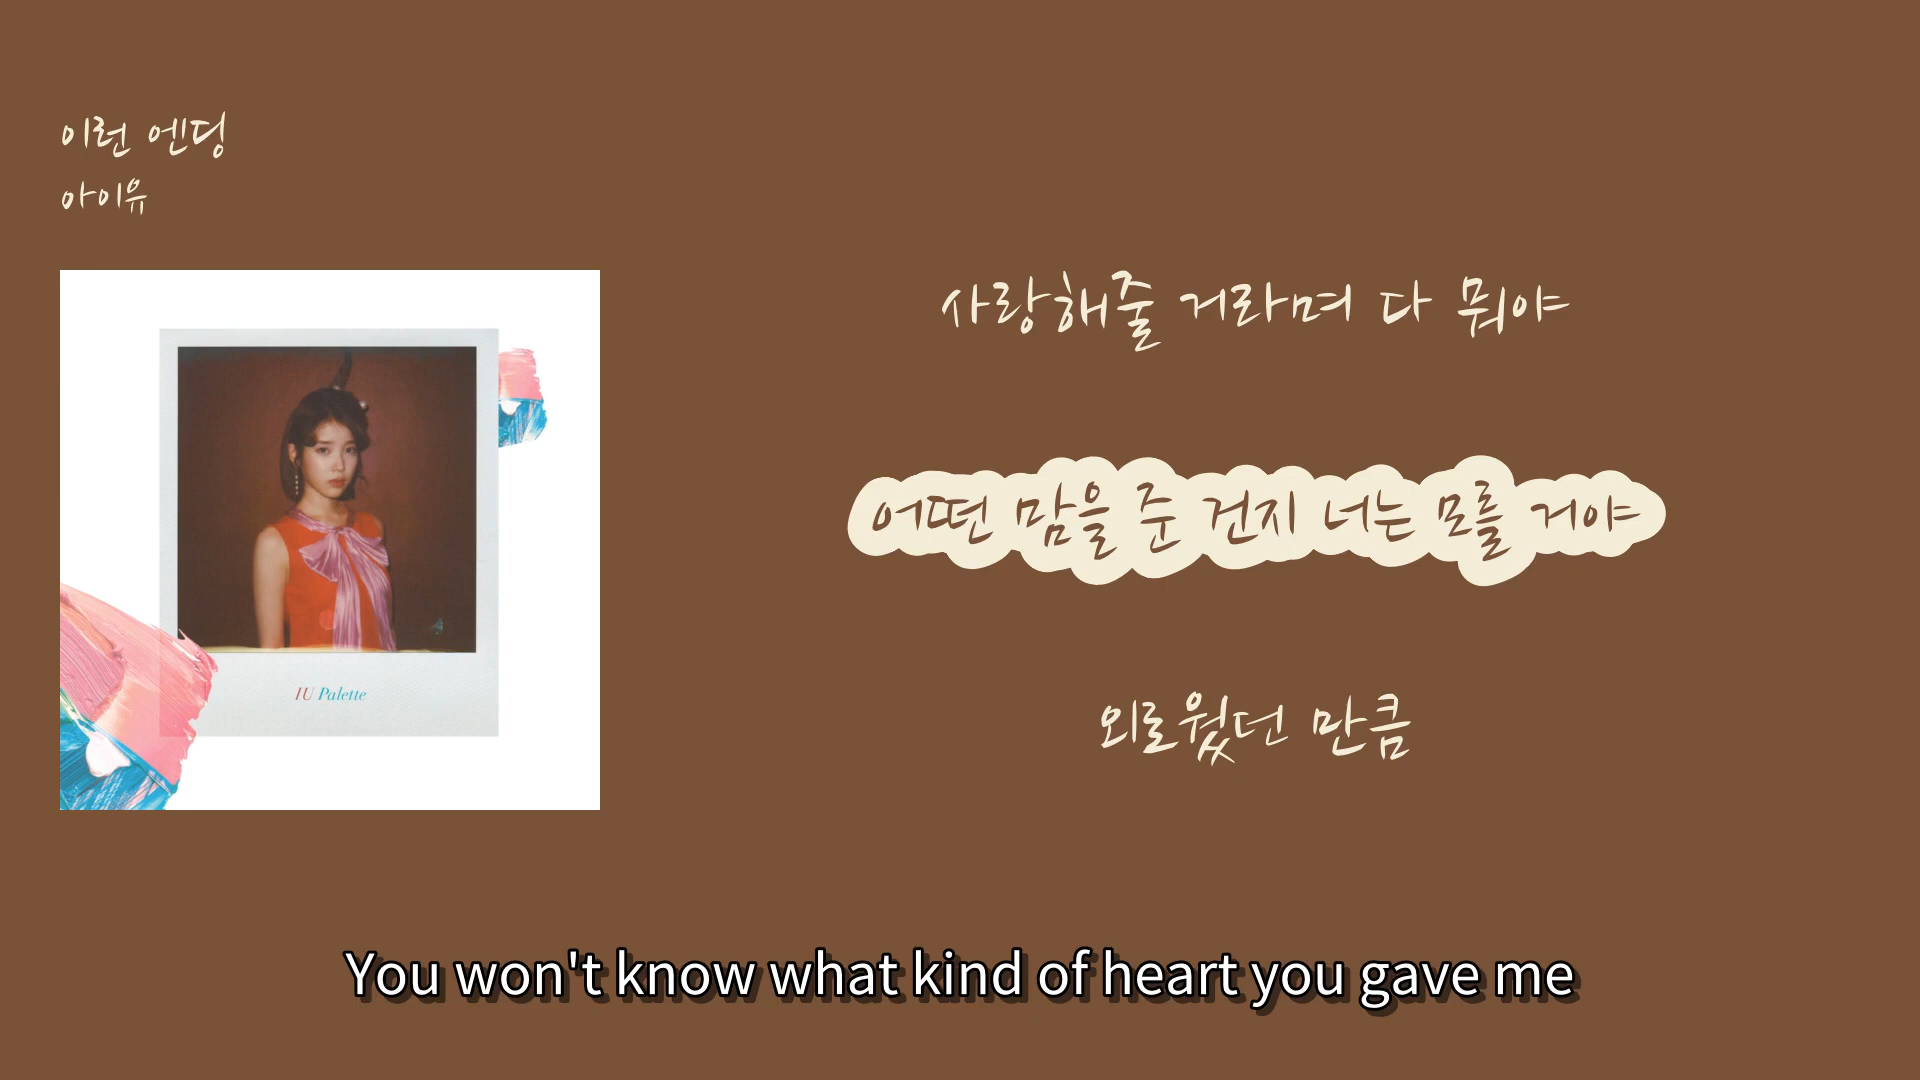 이런 엔딩
아이유
IU Palette
사랑해줄 거라며 다 뭐야
어떤 맘을 준 건지 너는 모를 거야
외로웠던 만큼
You won't know what kind of heart you gave me